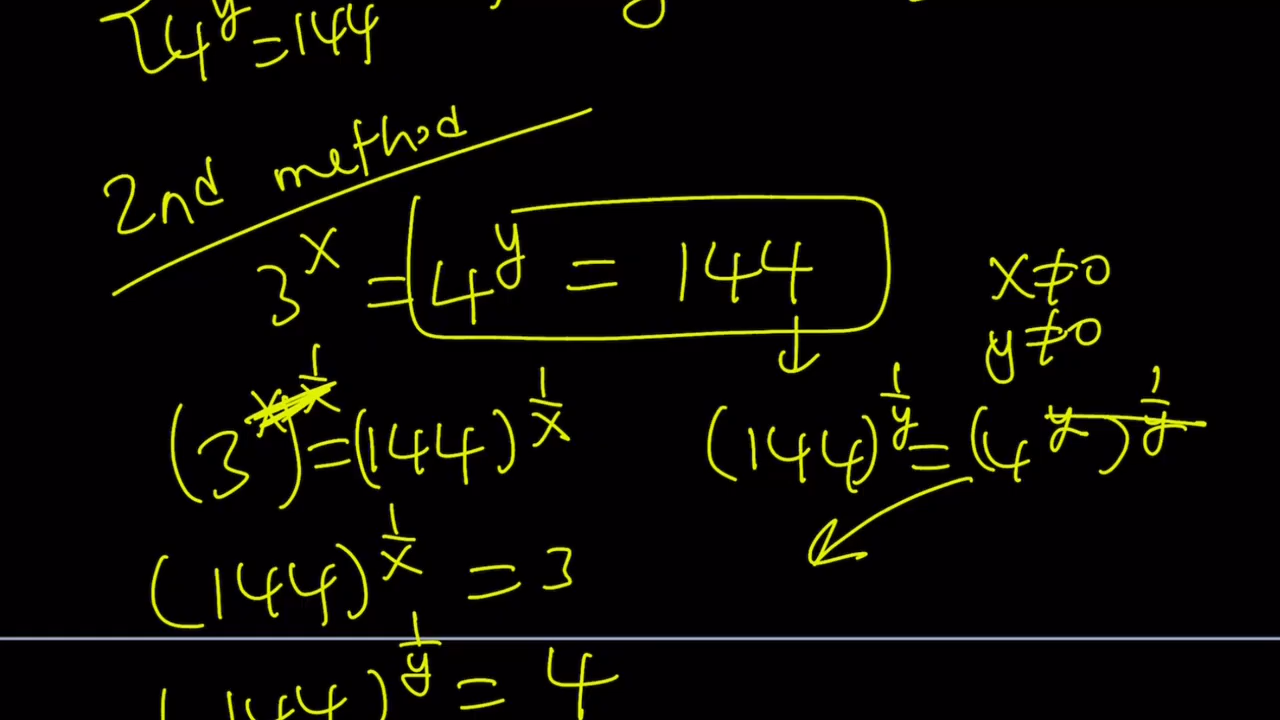 4^y = 144
2nd method
3^x = 4^y = 144
x ≠ 0
y ≠ 0
(3^x)^{1/x} = (144)^{1/x}
(144)^{1/y} = (4^y)^{1/y}
(144)^{1/x} = 3
(144)^{1/y} = 4